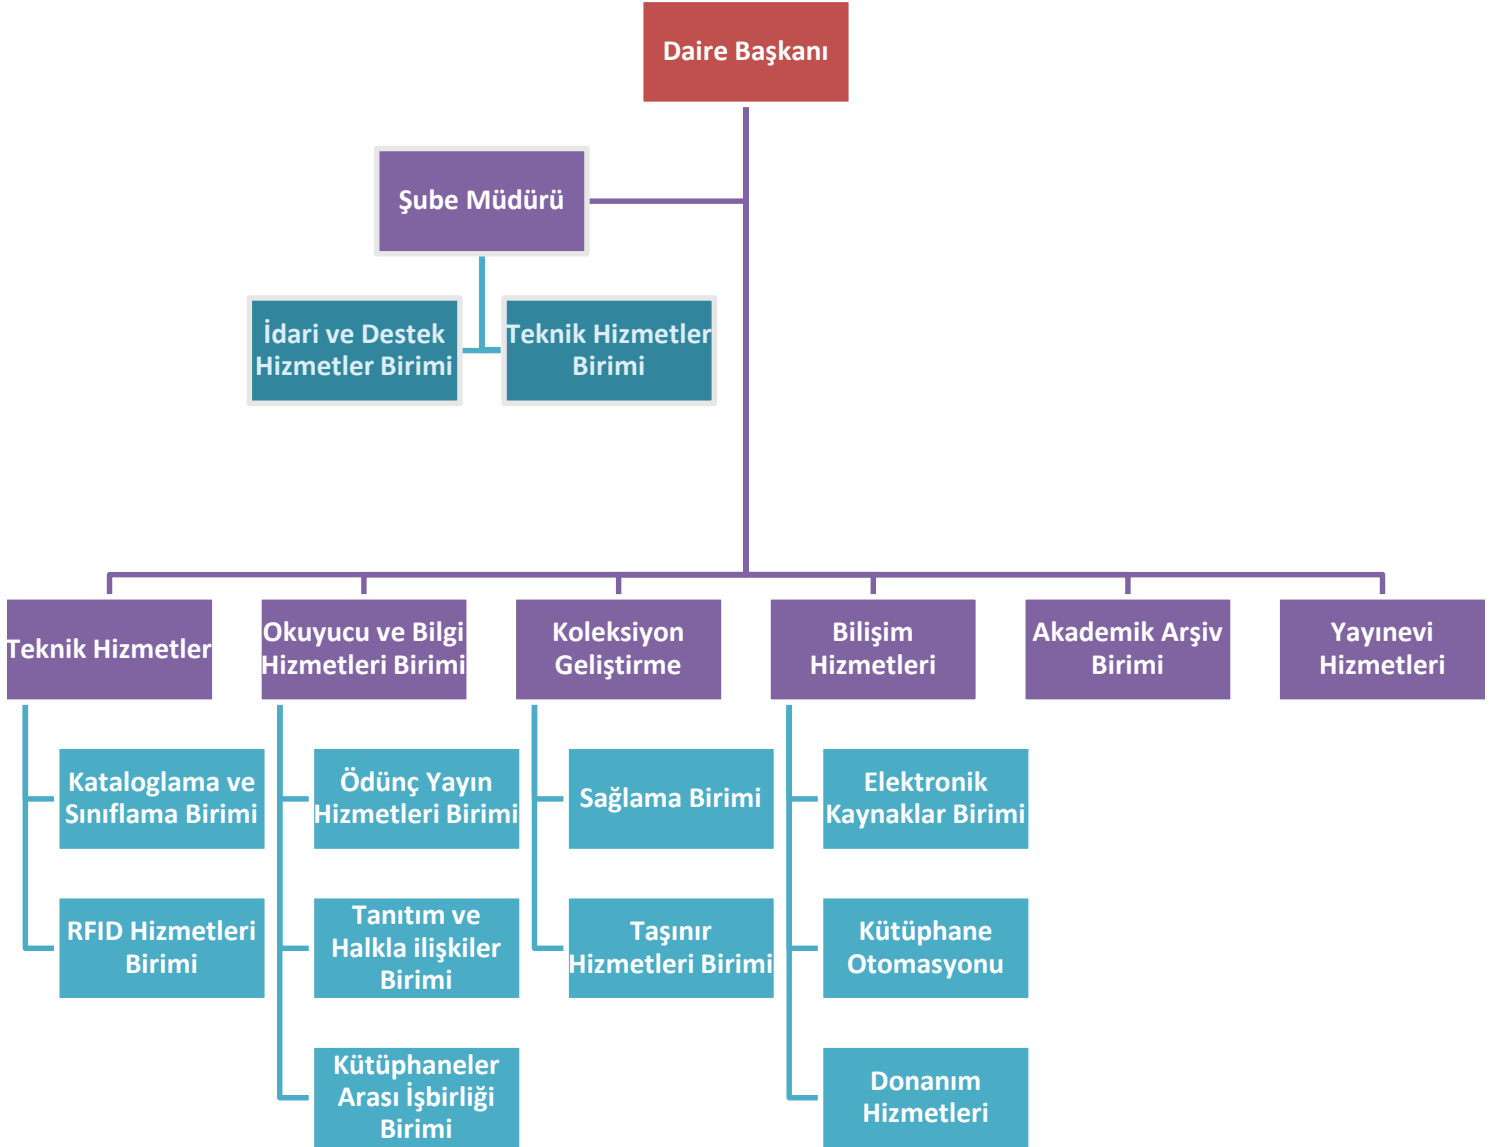 Daire Başkanı
Şube Müdürü
İdari ve Destek
Hizmetler Birimi
Teknik Hizmetler
Birimi
Teknik Hizmetler
Okuyucu ve Bilgi
Hizmetleri Birimi
Koleksiyon
Geliştirme
Bilişim
Hizmetleri
Akademik Arşiv
Birimi
Yayınevi
Hizmetleri
Kataloglama ve
Sınıflama Birimi
RFID Hizmetleri
Birimi
Ödünç Yayın
Hizmetleri Birimi
Tanıtım ve
Halkla ilişkiler
Birimi
Kütüphaneler
Arası İşbirliği
Birimi
Sağlama Birimi
Taşınır
Hizmetleri Birimi
Elektronik
Kaynaklar Birimi
Kütüphane
Otomasyonu
Donanım
Hizmetleri